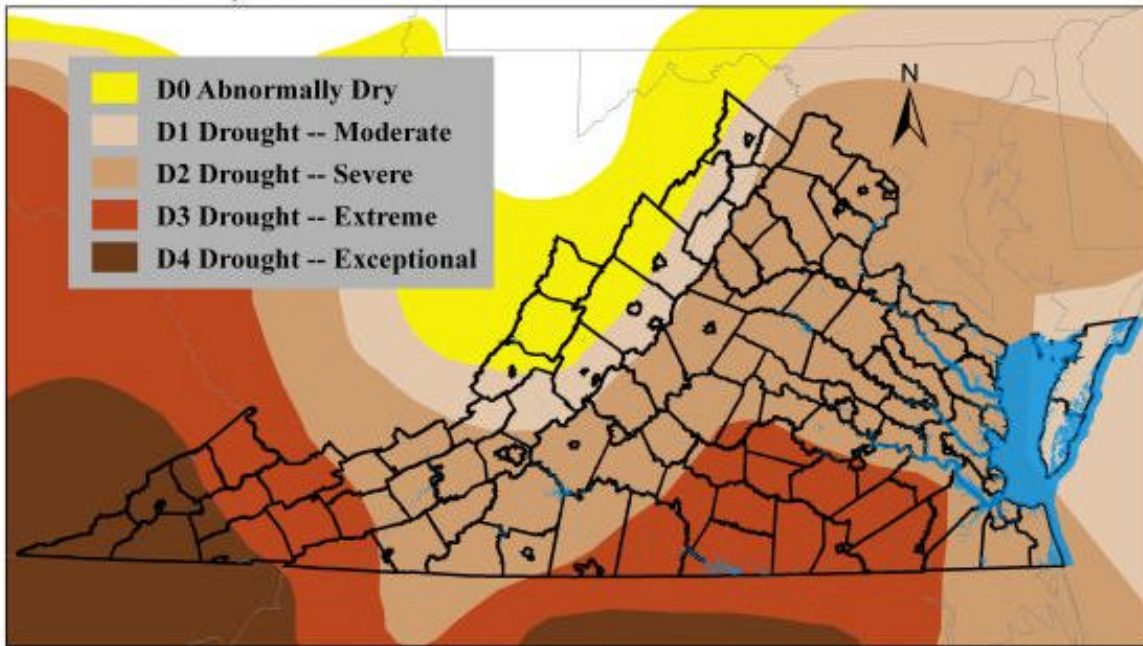 D0 Abnormally Dry
D1 Drought -- Moderate
D2 Drought -- Severe
D3 Drought -- Extreme
D4 Drought -- Exceptional
N